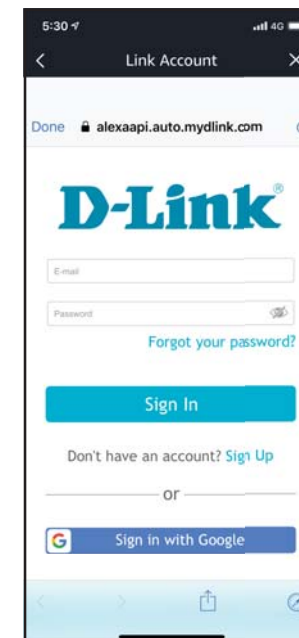 5:30
4G
Link Account
Done alexaapi.auto.mydlink.com
D-Link®
E-mail
Password
Forgot your password?
Sign In
Don't have an account? Sign Up
or
G Sign in with Google